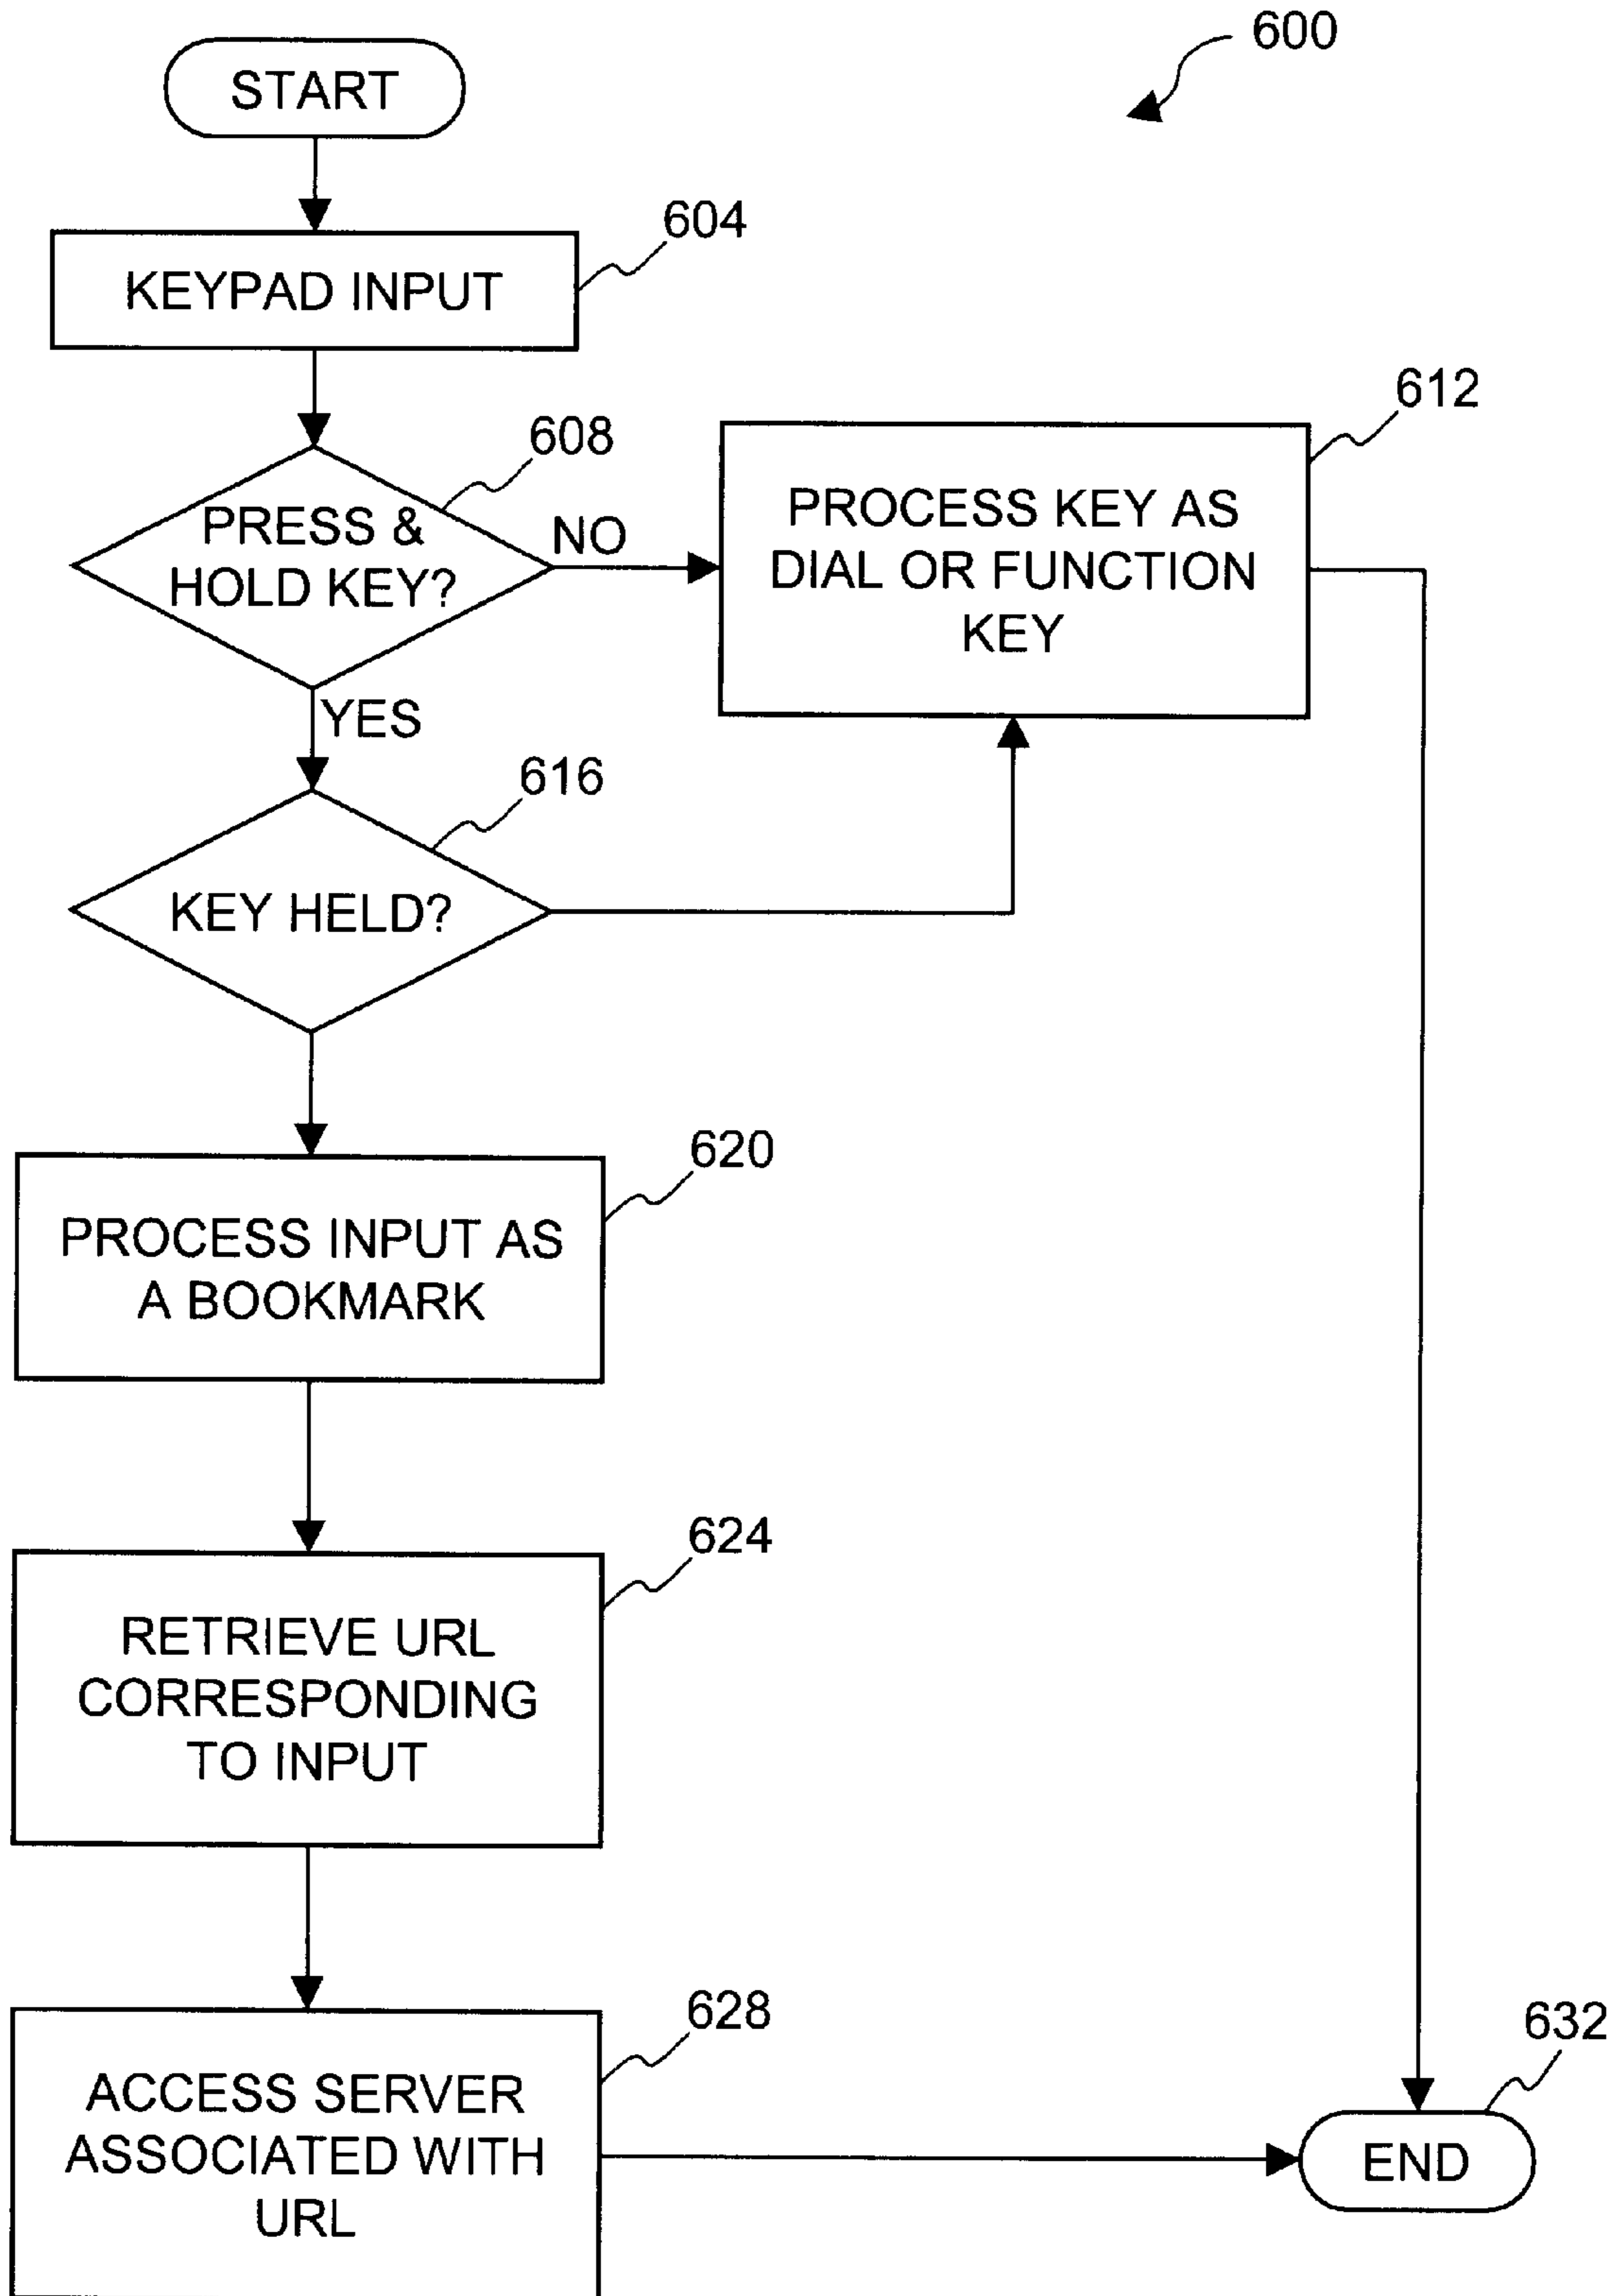 600
START
604
KEYPAD INPUT
612
608
PRESS &
HOLD KEY?
NO
PROCESS KEY AS
DIAL OR FUNCTION
KEY
YES
616
KEY HELD?
620
PROCESS INPUT AS
A BOOKMARK
624
RETRIEVE URL
CORRESPONDING
TO INPUT
628
ACCESS SERVER
ASSOCIATED WITH
URL
632
END